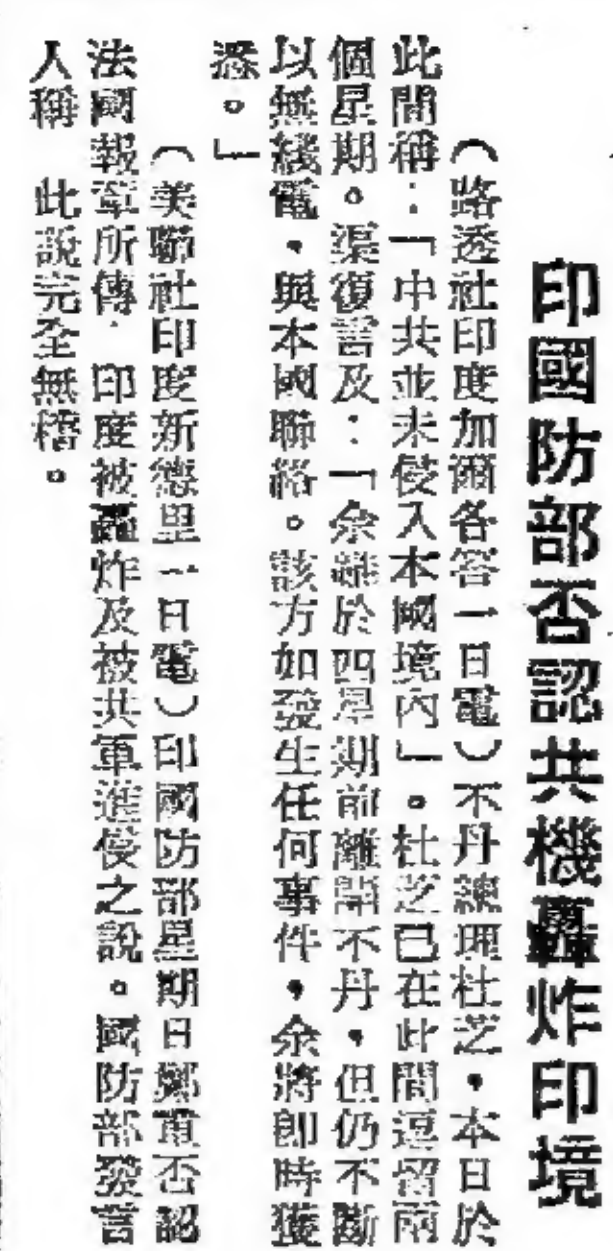 印國防部否認共機轟炸印境
（路透社印度加爾各答一日電）不丹總理杜芝，本日於
此間稱：「中共並未侵入本國境內」。杜芝已在此間逗留兩
個星期。渠復言及：「余雖於四星期前離開不丹，但仍不斷
以無綫電，與本國聯絡。該方如發生任何事件，余將即時獲
悉。」
（美聯社印度新德里一日電）印國防部星期日鄭重否認
法國報章所傳．印度被轟炸及被共軍進侵之說。國防部發言
人稱 此說完全無稽。